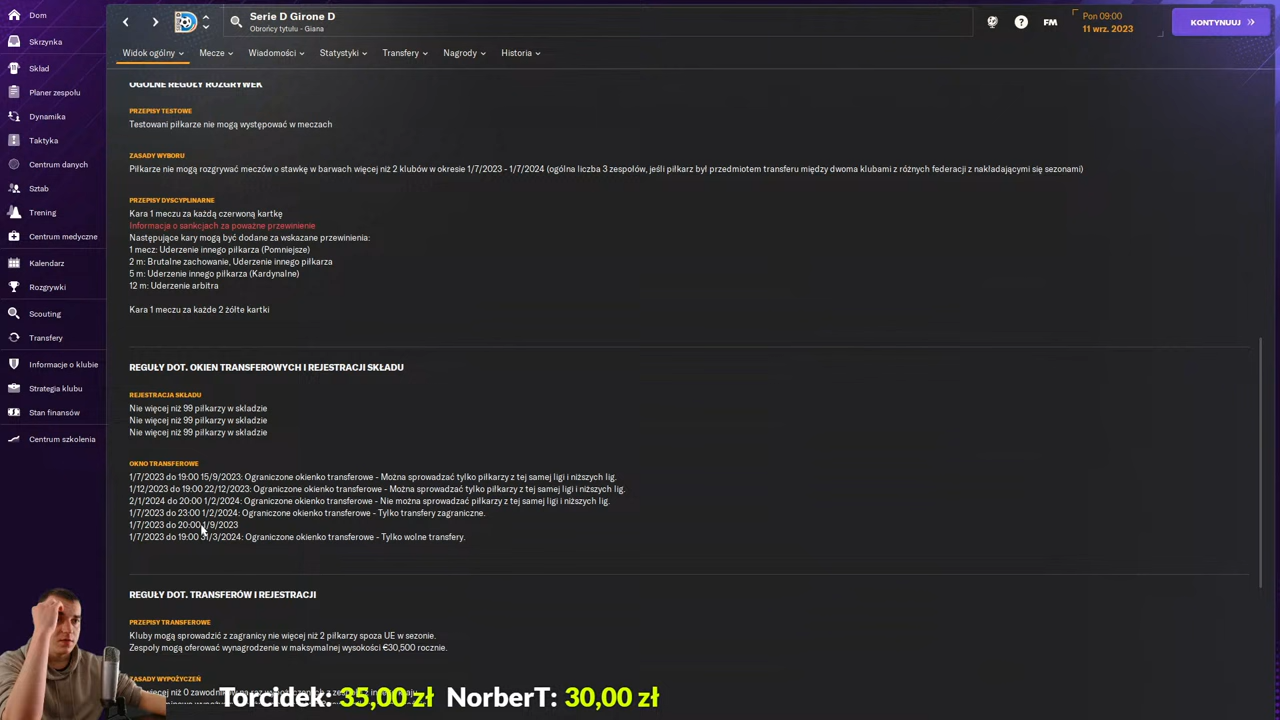 Dom
Skrzynka
Skład
Planer zespołu
Dynamika
Taktyka
Centrum danych
Sztab
Trening
Centrum medyczne
Kalendarz
Rozgrywki
Scouting
Transfery
Informacje o klubie
Strategia klubu
Stan finansów
Centrum szkolenia
Serie D Girone D
Obrońcy tytułu - Giana
FM
Pon 09:00
11 wrz. 2023
KONTYNUUJ
Widok ogólny
Mecze
Wiadomości
Statystyki
Transfery
Nagrody
Historia
OGÓLNE REGUŁY ROZGRYWEK
PRZEPISY TESTOWE
Testowani piłkarze nie mogą występować w meczach
ZASADY WYBORU
Piłkarze nie mogą rozgrywać meczów o stawkę w barwach więcej niż 2 klubów w okresie 1/7/2023 - 1/7/2024 (ogólna liczba 3 zespołów, jeśli piłkarz był przedmiotem transferu między dwoma klubami z różnych federacji z nakładającymi się sezonami)
PRZEPISY DYSCYPLINARNE
Kara 1 meczu za każdą czerwoną kartkę
Informacja o sankcjach za poważne przewinienie
Następujące kary mogą być dodane za wskazane przewinienia:
1 mecz: Uderzenie innego piłkarza (Pomniejsze)
2 m: Brutalne zachowanie, Uderzenie innego piłkarza
5 m: Uderzenie innego piłkarza (Kardynalne)
12 m: Uderzenie arbitra
Kara 1 meczu za każde 2 żółte kartki
REGUŁY DOT. OKIEN TRANSFEROWYCH I REJESTRACJI SKŁADU
REJESTRACJA SKŁADU
Nie więcej niż 99 piłkarzy w składzie
Nie więcej niż 99 piłkarzy w składzie
Nie więcej niż 99 piłkarzy w składzie
OKNO TRANSFEROWE
1/7/2023 do 19:00 15/9/2023: Ograniczone okienko transferowe - Można sprowadzać tylko piłkarzy z tej samej ligi i niższych lig.
1/12/2023 do 19:00 22/12/2023: Ograniczone okienko transferowe - Można sprowadzać tylko piłkarzy z tej samej ligi i niższych lig.
2/1/2024 do 20:00 1/2/2024: Ograniczone okienko transferowe - Nie można sprowadzać piłkarzy z tej samej ligi i niższych lig.
1/7/2023 do 23:00 1/2/2024: Ograniczone okienko transferowe - Tylko transfery zagraniczne.
1/7/2023 do 20:00 1/9/2023
1/7/2023 do 19:00 31/3/2024: Ograniczone okienko transferowe - Tylko wolne transfery.
REGUŁY DOT. TRANSFERÓW I REJESTRACJI
PRZEPISY TRANSFEROWE
Kluby mogą sprowadzić z zagranicy nie więcej niż 2 piłkarzy spoza UE w sezonie.
Zespoły mogą oferować wynagrodzenie w maksymalnej wysokości €30,500 rocznie.
ZASADY WYPOŻYCZEŃ
Torcidek: 35,00 zł NorberT: 30,00 zł